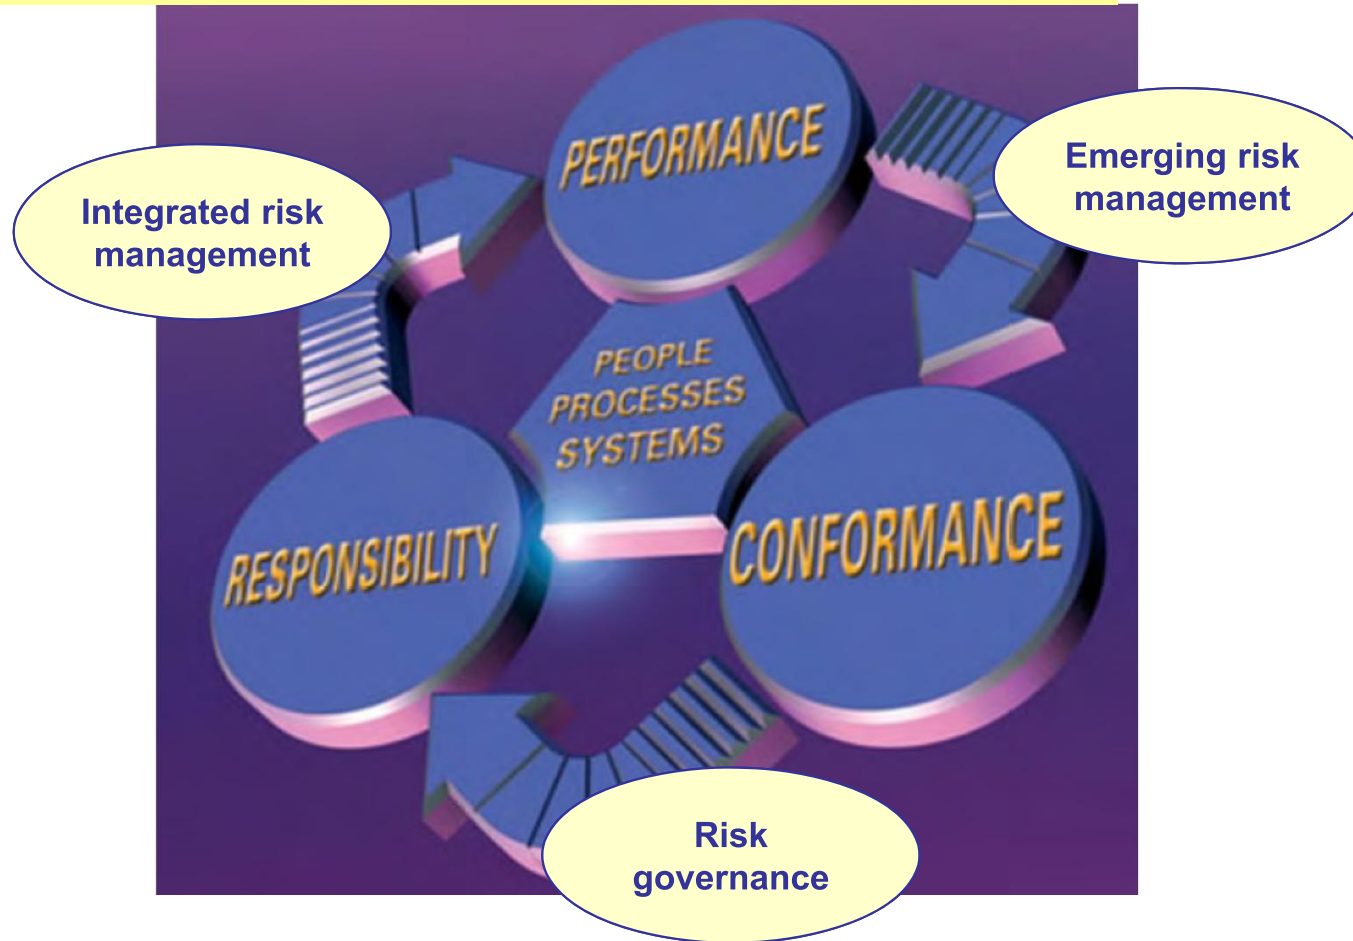 PERFORMANCE
Emerging risk
management
Integrated risk
management
PEOPLE
PROCESSES
SYSTEMS
RESPONSIBILITY
CONFORMANCE
Risk
governance